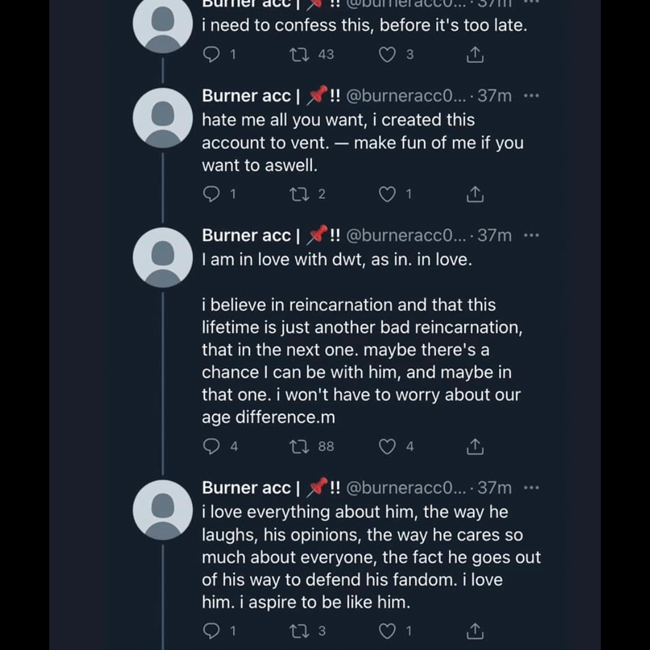 Burner acc | 📌!! @burneracc0... · 37m ···
i need to confess this, before it's too late.
1 43 3
Burner acc | 📌!! @burneracc0... · 37m ···
hate me all you want, i created this
account to vent. — make fun of me if you
want to aswell.
1 2 1
Burner acc | 📌!! @burneracc0... · 37m ···
I am in love with dwt, as in. in love.
i believe in reincarnation and that this
lifetime is just another bad reincarnation,
that in the next one. maybe there's a
chance I can be with him, and maybe in
that one. i won't have to worry about our
age difference.m
4 88 4
Burner acc | 📌!! @burneracc0... · 37m ···
i love everything about him, the way he
laughs, his opinions, the way he cares so
much about everyone, the fact he goes out
of his way to defend his fandom. i love
him. i aspire to be like him.
1 3 1